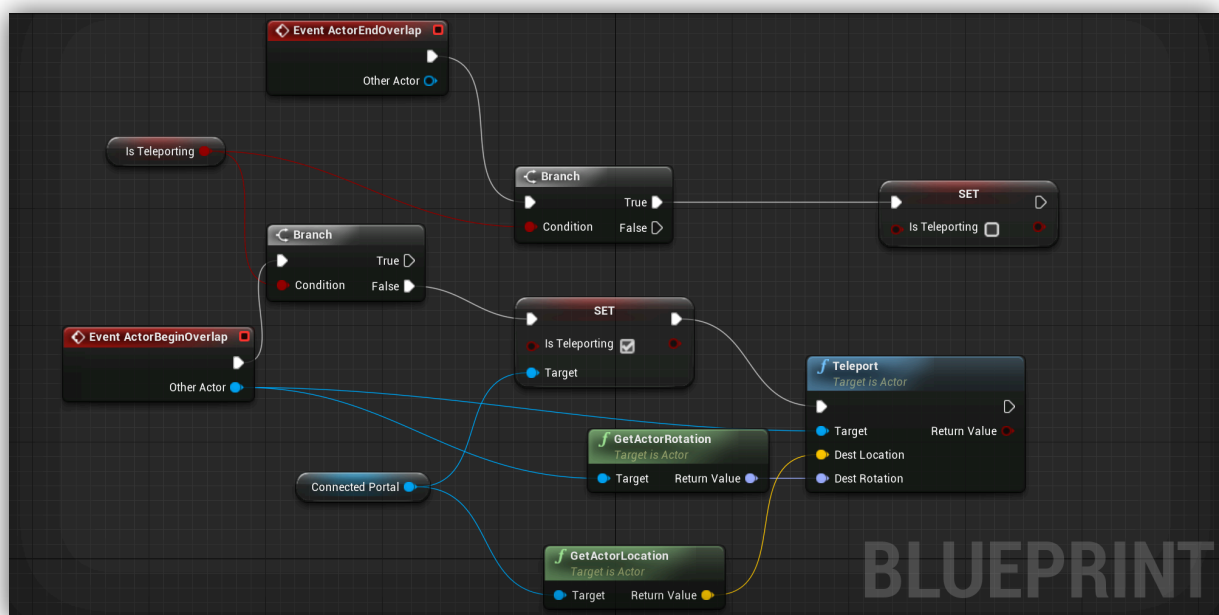 Event ActorEndOverlap
Other Actor
Is Teleporting
Branch
True
Condition
False
SET
Is Teleporting
Branch
True
Condition
False
Event ActorBeginOverlap
Other Actor
SET
Is Teleporting
Target
Teleport
Target is Actor
Target
Return Value
Dest Location
Dest Rotation
GetActorRotation
Target is Actor
Target
Return Value
Connected Portal
GetActorLocation
Target is Actor
Target
Return Value
BLUEPRINT